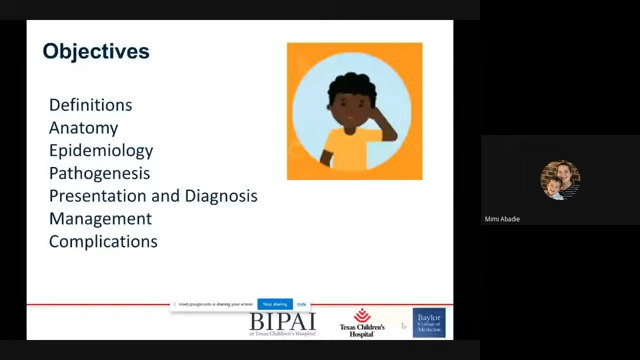 Objectives
Definitions
Anatomy
Epidemiology
Pathogenesis
Presentation and Diagnosis
Management
Complications
Mimi Abadie
meet.google.com is sharing your screen.
Stop sharing
Hide
BIPAI
at Texas Children's Hospital
Texas Children's
Hospital
Baylor
College of
Medicine